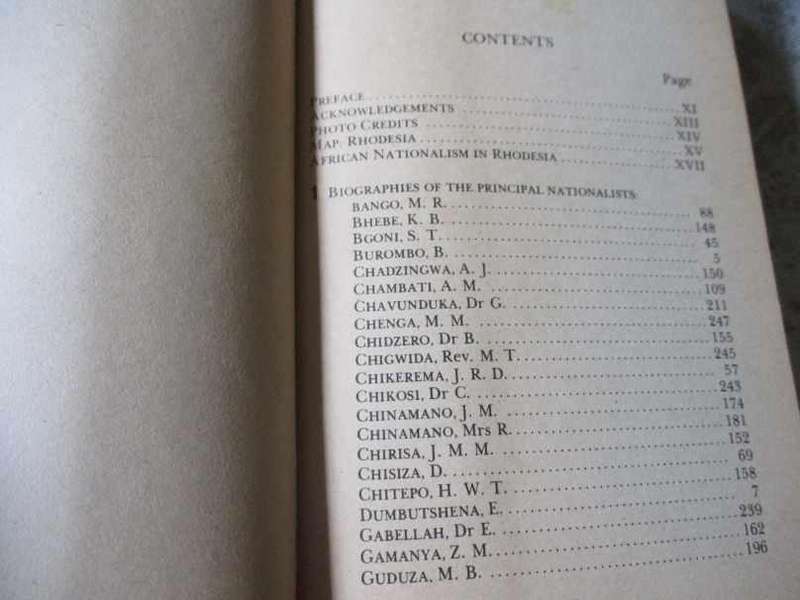 CONTENTS
Page
PREFACE XI
ACKNOWLEDGEMENTS XIII
PHOTO CREDITS XIV
MAP: RHODESIA XV
AFRICAN NATIONALISM IN RHODESIA XVII
1 BIOGRAPHIES OF THE PRINCIPAL NATIONALISTS
BANGO, M. R. 88
BHEBE, K. B. 148
BGONI, S. T. 45
BUROMBO, B. 5
CHADZINGWA, A. J. 150
CHAMBATI, A. M. 109
CHAVUNDUKA, Dr G. 211
CHENGA, M. M. 247
CHIDZERO, Dr B. 155
CHIGWIDA, Rev. M. T. 245
CHIKEREMA, J. R. D. 57
CHIKOSI, Dr C. 243
CHINAMANO, J. M. 174
CHINAMANO, Mrs R. 181
CHIRISA, J. M. M. 152
CHISIZA, D. 69
CHITEPO, H. W. T. 158
DUMBUTSHENA, E. 7
GABELLAH, Dr E. 239
GAMANYA, Z. M. 162
GUDUZA, M. B. 196